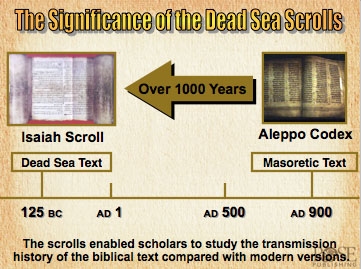 The Significance of the Dead Sea Scrolls
Over 1000 Years
Isaiah Scroll
Aleppo Codex
Dead Sea Text
Masoretic Text
125 BC
AD 1
AD 500
AD 900
The scrolls enabled scholars to study the transmission
history of the biblical text compared with modern versions.
ROSE
PUBLISHING